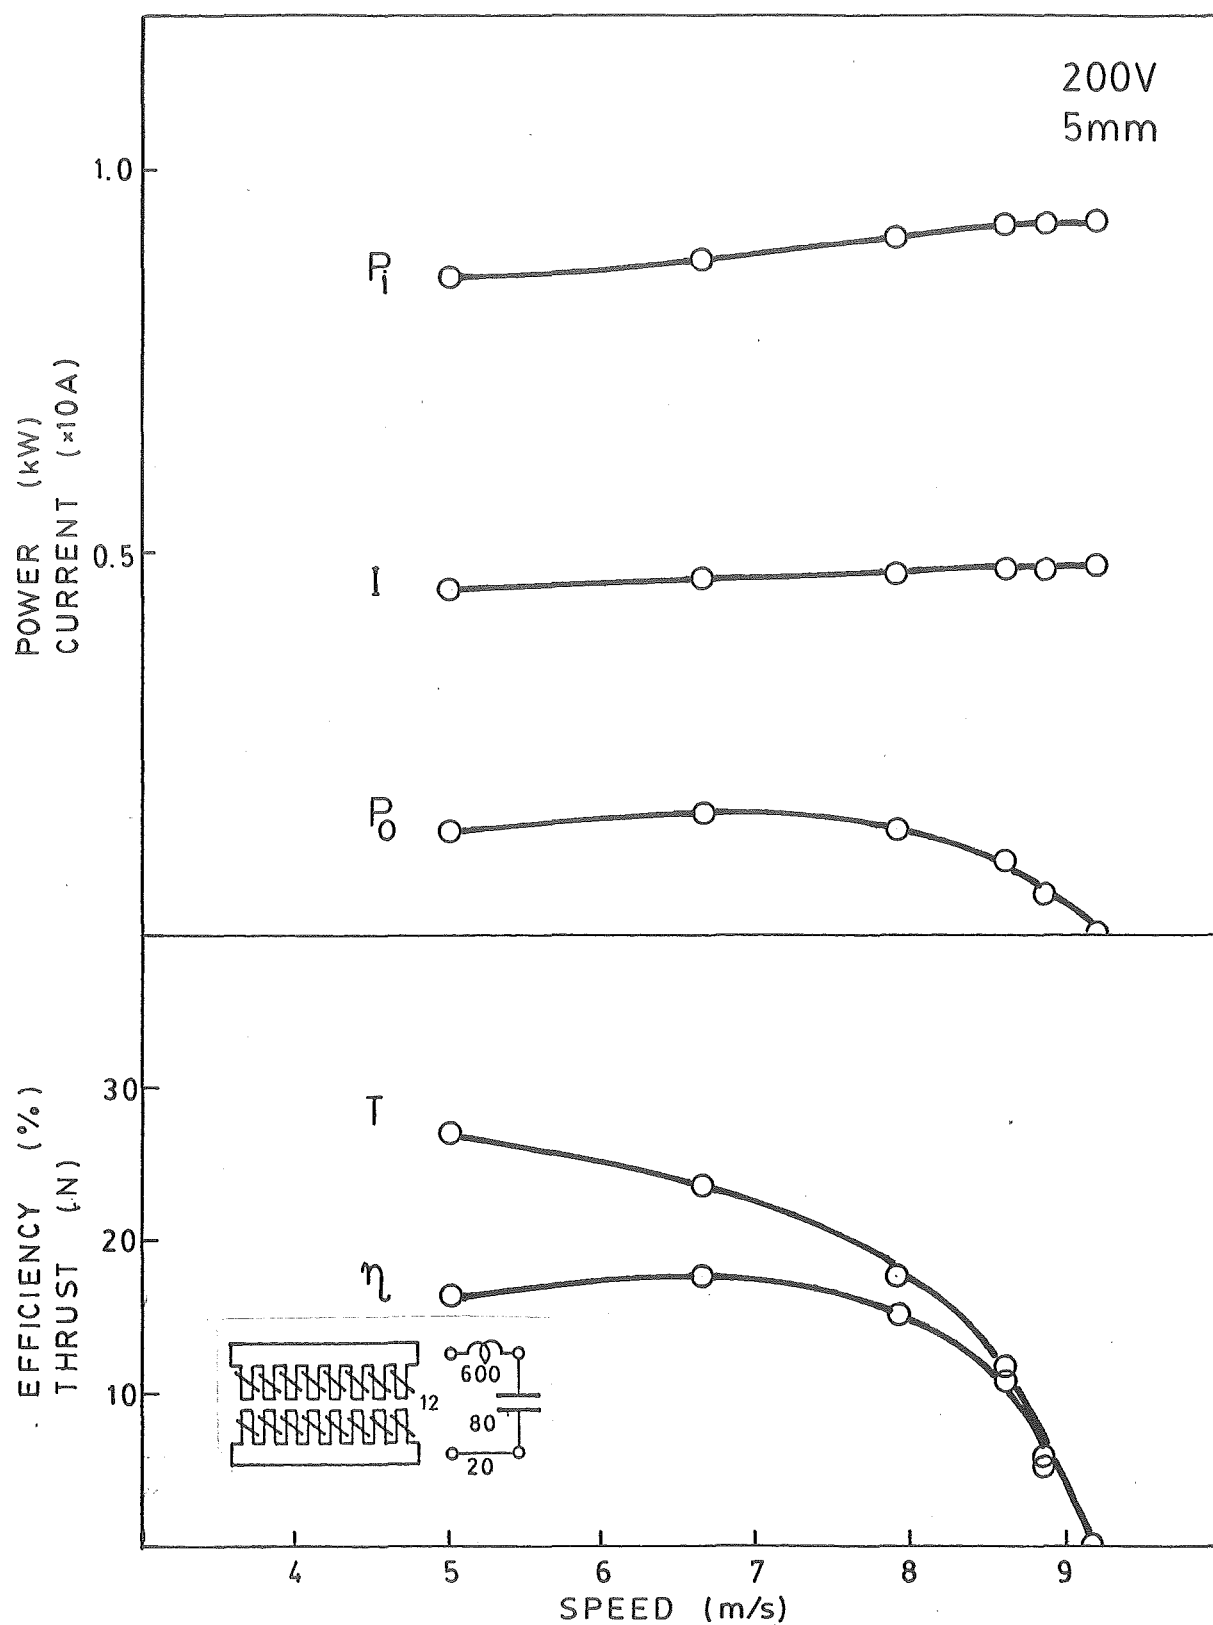 200V
5mm
1.0
Pi
POWER (kW)
CURRENT (×10A)
0.5
I
Po
30
T
EFFICIENCY (%)
THRUST (N)
20
η
10
600
12
80
20
4 5 6 7 8 9
SPEED (m/s)